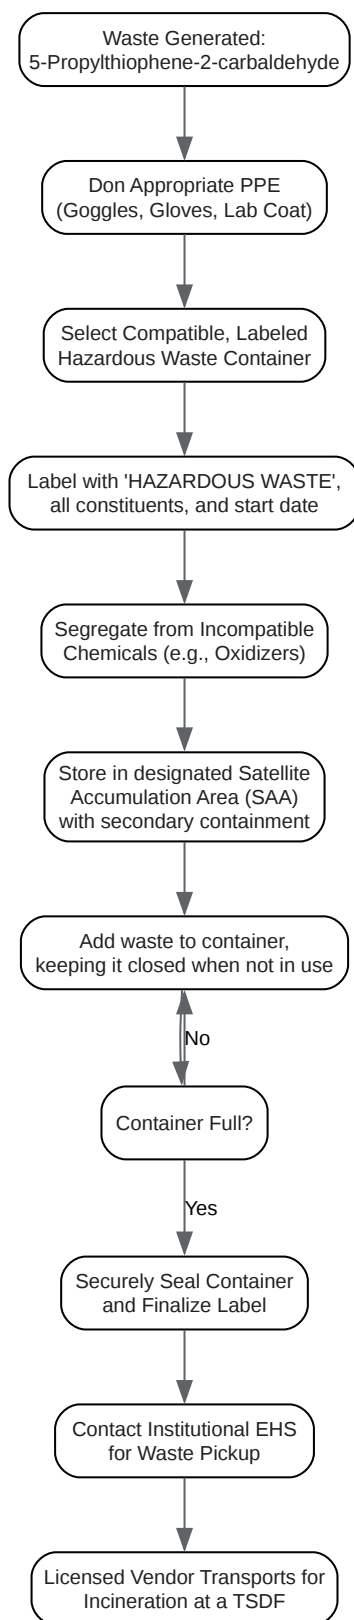 Waste Generated:
5-Propylthiophene-2-carbaldehyde
Don Appropriate PPE
(Goggles, Gloves, Lab Coat)
Select Compatible, Labeled
Hazardous Waste Container
Label with 'HAZARDOUS WASTE',
all constituents, and start date
Segregate from Incompatible
Chemicals (e.g., Oxidizers)
Store in designated Satellite
Accumulation Area (SAA)
with secondary containment
Add waste to container,
keeping it closed when not in use
No
Container Full?
Yes
Securely Seal Container
and Finalize Label
Contact Institutional EHS
for Waste Pickup
Licensed Vendor Transports for
Incineration at a TSDF